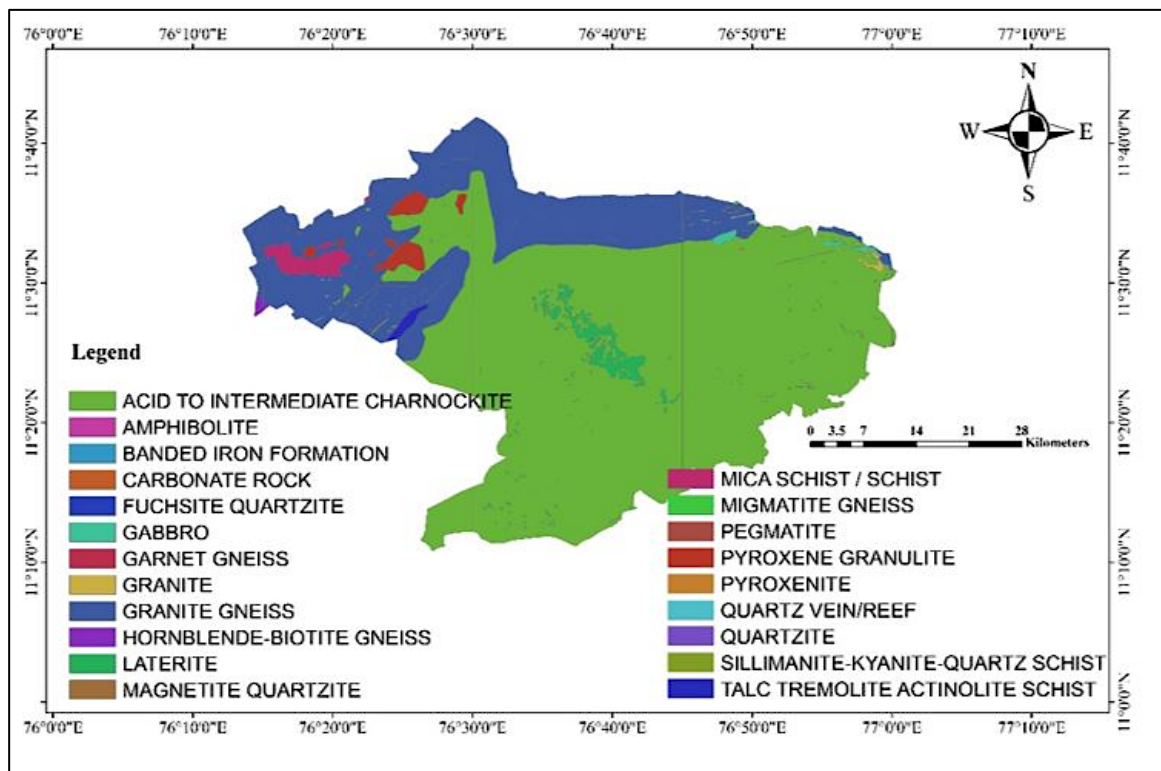 76°0'0"E 76°10'0"E 76°20'0"E 76°30'0"E 76°40'0"E 76°50'0"E 77°0'0"E 77°10'0"E
N
W E
S
11°40'0"N 11°40'0"N
11°30'0"N 11°30'0"N
11°20'0"N 11°20'0"N
11°10'0"N 11°10'0"N
11°0'0"N 11°0'0"N
Legend
ACID TO INTERMEDIATE CHARNOCKITE
AMPHIBOLITE
BANDED IRON FORMATION
CARBONATE ROCK
FUCHSITE QUARTZITE
GABBRO
GARNET GNEISS
GRANITE
GRANITE GNEISS
HORNBLENDE-BIOTITE GNEISS
LATERITE
MAGNETITE QUARTZITE
0 3.5 7 14 21 28
Kilometers
MICA SCHIST / SCHIST
MIGMATITE GNEISS
PEGMATITE
PYROXENE GRANULITE
PYROXENITE
QUARTZ VEIN/REEF
QUARTZITE
SILLIMANITE-KYANITE-QUARTZ SCHIST
TALC TREMOLITE ACTINOLITE SCHIST
76°0'0"E 76°10'0"E 76°20'0"E 76°30'0"E 76°40'0"E 76°50'0"E 77°0'0"E 77°10'0"E